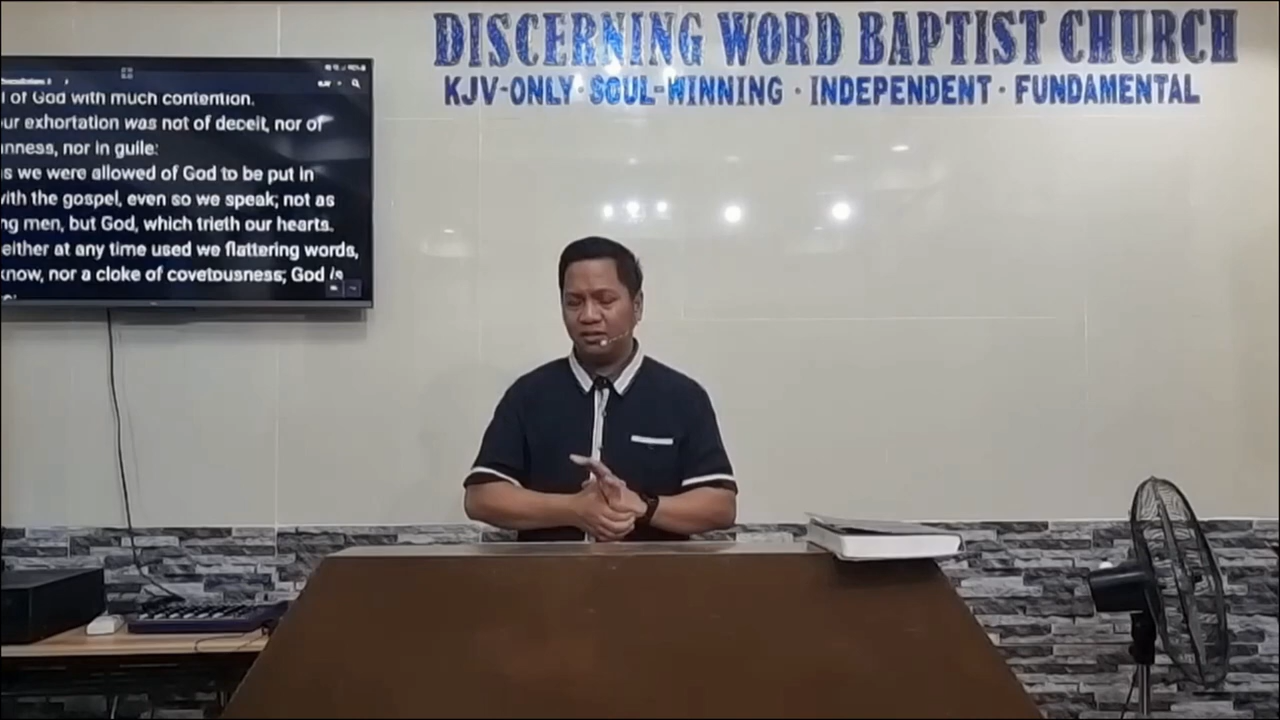 DISCERNING WORD BAPTIST CHURCH
KJV-ONLY · SOUL-WINNING · INDEPENDENT · FUNDAMENTAL
of God with much contention.
ur exhortation was not of deceit, nor of
nness, nor in guile:
s we were allowed of God to be put in
ith the gospel, even so we speak; not as
ng men, but God, which trieth our hearts.
either at any time used we flattering words,
know, nor a cloke of covetousness; God is